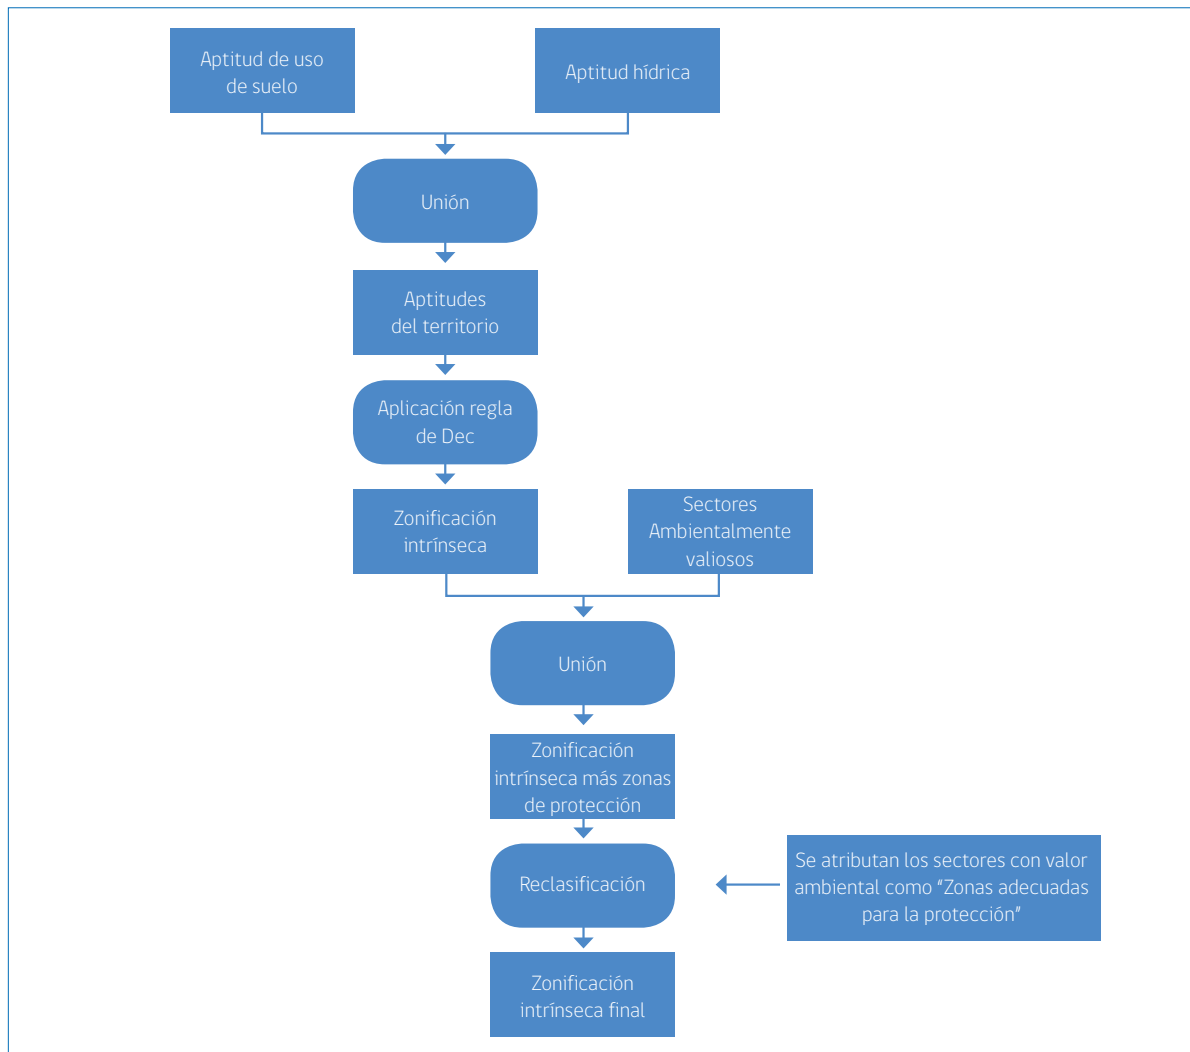 Aptitud de uso
de suelo
Aptitud hídrica
Unión
Aptitudes
del territorio
Aplicación regla
de Dec
Zonificación
intrínseca
Sectores
Ambientalmente
valiosos
Unión
Zonificación
intrínseca más zonas
de protección
Reclasificación
Se atributan los sectores con valor
ambiental como “Zonas adecuadas
para la protección”
Zonificación
intrínseca final